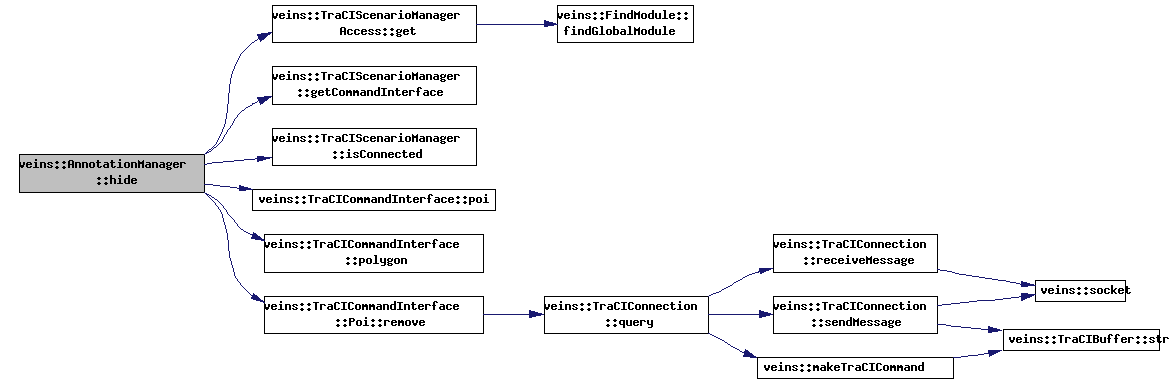 veins::TraCIScenarioManager
Access::get
veins::FindModule::
findGlobalModule
veins::TraCIScenarioManager
::getCommandInterface
veins::TraCIScenarioManager
::isConnected
veins::AnnotationManager
::hide
veins::TraCICommandInterface::poi
veins::TraCICommandInterface
::polygon
veins::TraCICommandInterface
::Poi::remove
veins::TraCIConnection
::query
veins::TraCIConnection
::receiveMessage
veins::TraCIConnection
::sendMessage
veins::makeTraCICommand
veins::socket
veins::TraCIBuffer::str